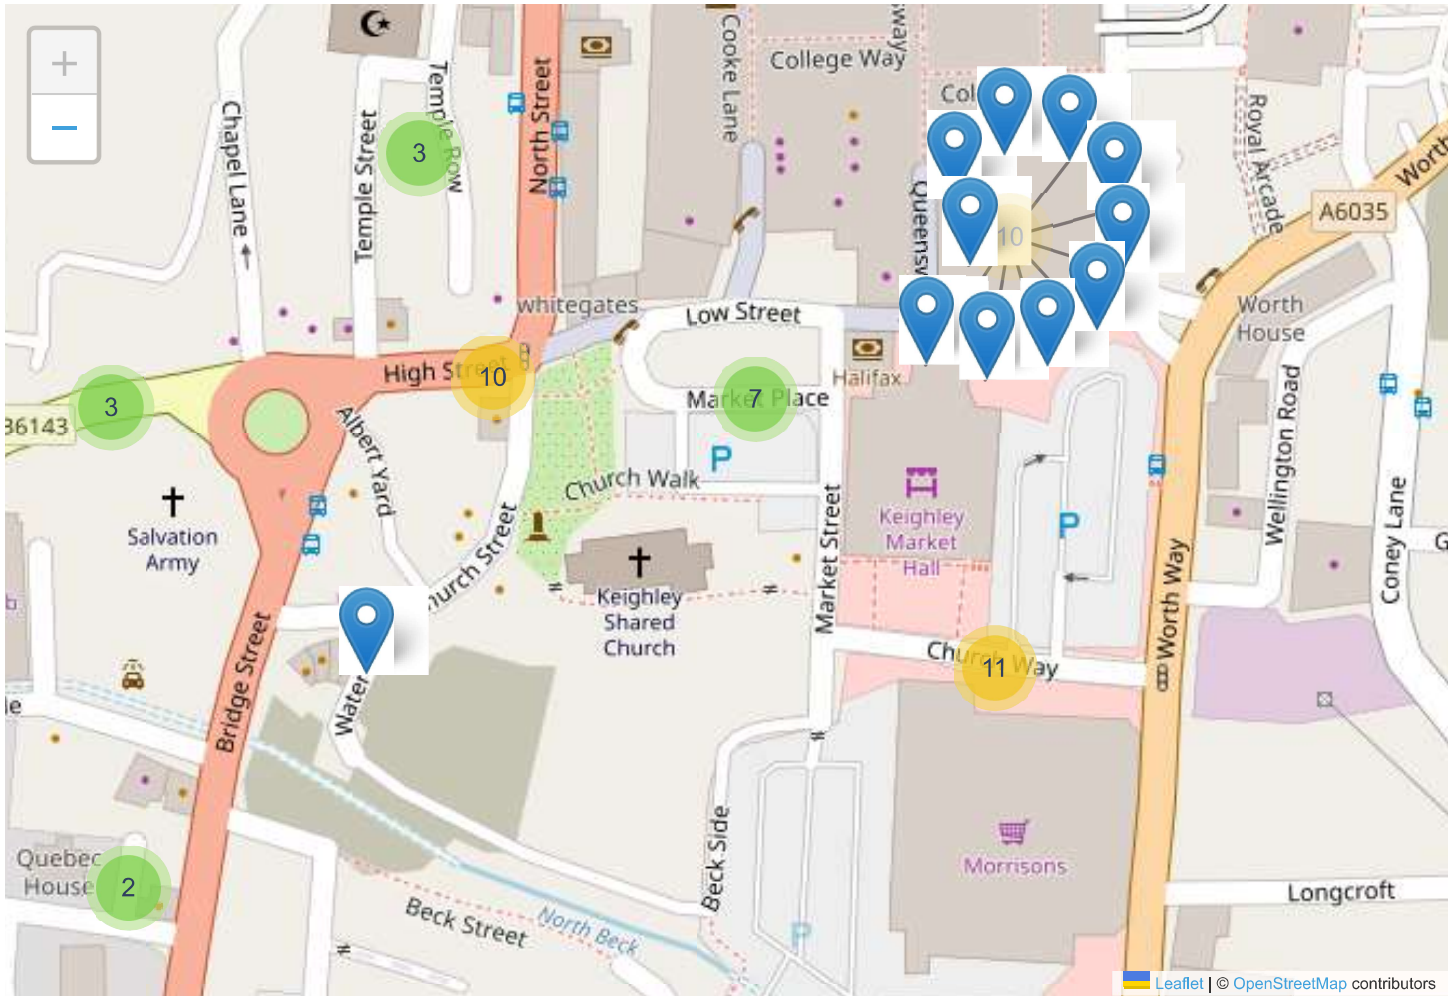 +
−
Cooke Lane
sway
College Way
Col
Chapel Lane
Temple Street
Temple Row
3
North Street
Royal Arcade
Worth
A6035
Queensw
10
whitegates
Low Street
Worth
House
High Street
10
Halifax
3
7
Market Place
36143
Albert Yard
P
Church Walk
Wellington Road
Coney Lane
Salvation
Army
Church Street
Keighley
Market
Hall
P
Market Street
Worth Way
G
Keighley
Shared
Church
Bridge Street
Water
Church Way
11
le
Quebec
House
2
Beck Side
Morrisons
Longcroft
Beck Street
North Beck
P
Leaflet | © OpenStreetMap contributors